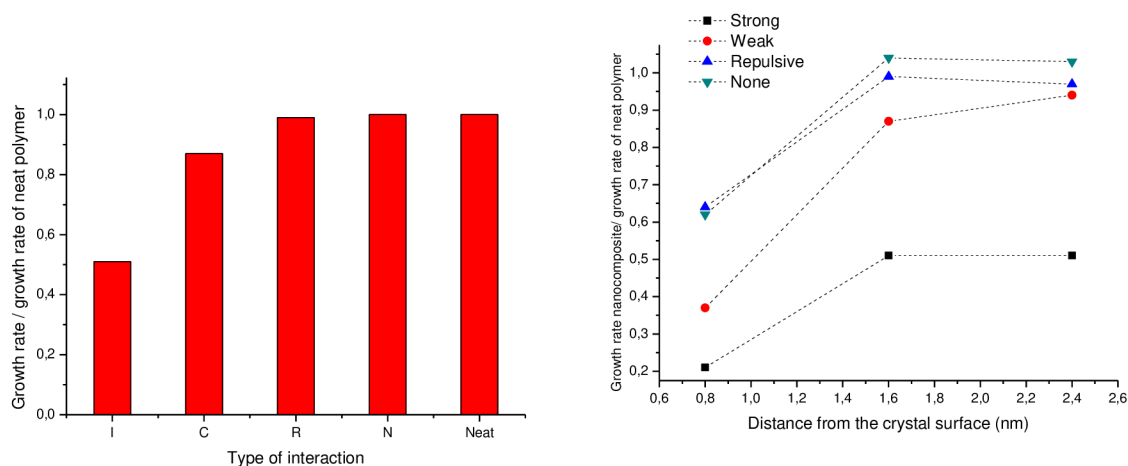 Growth rate / growth rate of neat polymer
1,0
0,8
0,6
0,4
0,2
0,0
I C R N Neat
Type of interaction
Strong
Weak
Repulsive
None
Growth rate nanocomposite/ growth rate of neat polymer
1,0
0,9
0,8
0,7
0,6
0,5
0,4
0,3
0,2
0,6 0,8 1,0 1,2 1,4 1,6 1,8 2,0 2,2 2,4 2,6
Distance from the crystal surface (nm)